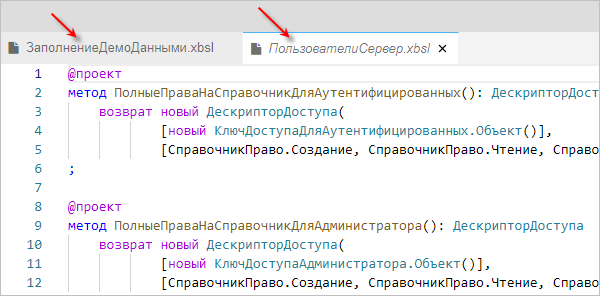 ЗаполнениеДемоДанными.xbsl ПользователиСервер.xbsl ×
1 @проект
2 метод ПолныеПраваНаСправочникДляАутентифицированных(): ДескрипторДост
3 возврат новый ДескрипторДоступа(
4 [новый КлючДоступаДляАутентифицированных.Объект()],
5 [СправочникПраво.Создание, СправочникПраво.Чтение, Справо
6 ;
7
8 @проект
9 метод ПолныеПраваНаСправочникДляАдминистратора(): ДескрипторДоступа
10 возврат новый ДескрипторДоступа(
11 [новый КлючДоступаАдминистратора.Объект()],
12 [СправочникПраво.Создание, СправочникПраво.Чтение, Справо